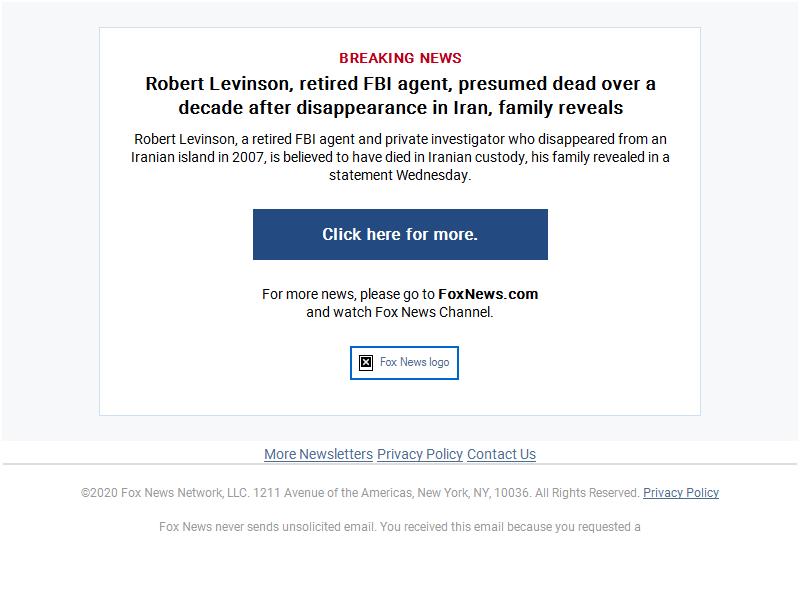 BREAKING NEWS
Robert Levinson, retired FBI agent, presumed dead over a
decade after disappearance in Iran, family reveals
Robert Levinson, a retired FBI agent and private investigator who disappeared from an
Iranian island in 2007, is believed to have died in Iranian custody, his family revealed in a
statement Wednesday.
Click here for more.
For more news, please go to FoxNews.com
and watch Fox News Channel.
Fox News logo
More Newsletters Privacy Policy Contact Us
©2020 Fox News Network, LLC. 1211 Avenue of the Americas, New York, NY, 10036. All Rights Reserved. Privacy Policy
Fox News never sends unsolicited email. You received this email because you requested a